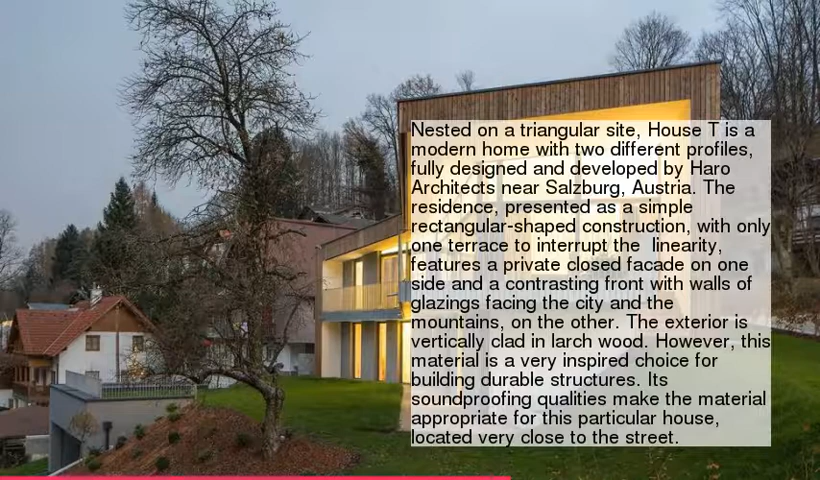 Nested on a triangular site, House T is a
modern home with two different profiles,
fully designed and developed by Haro
Architects near Salzburg, Austria. The
residence, presented as a simple
rectangular-shaped construction, with only
one terrace to interrupt the  linearity,
features a private closed facade on one
side and a contrasting front with walls of
glazings facing the city and the
mountains, on the other. The exterior is
vertically clad in larch wood. However, this
material is a very inspired choice for
building durable structures. Its
soundproofing qualities make the material
appropriate for this particular house,
located very close to the street.